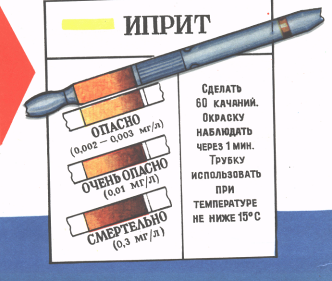 ИПРИТ
ОПАСНО
(0,002 – 0,003 мг/л)
ОЧЕНЬ ОПАСНО
(0,01 мг/л)
СМЕРТЕЛЬНО
(0,3 мг/л)
СДЕЛАТЬ
60 КАЧАНИЙ.
ОКРАСКУ
НАБЛЮДАТЬ
ЧЕРЕЗ 1 МИН.
ТРУБКУ
ИСПОЛЬЗОВАТЬ
ПРИ
ТЕМПЕРАТУРЕ
НЕ НИЖЕ 15°С